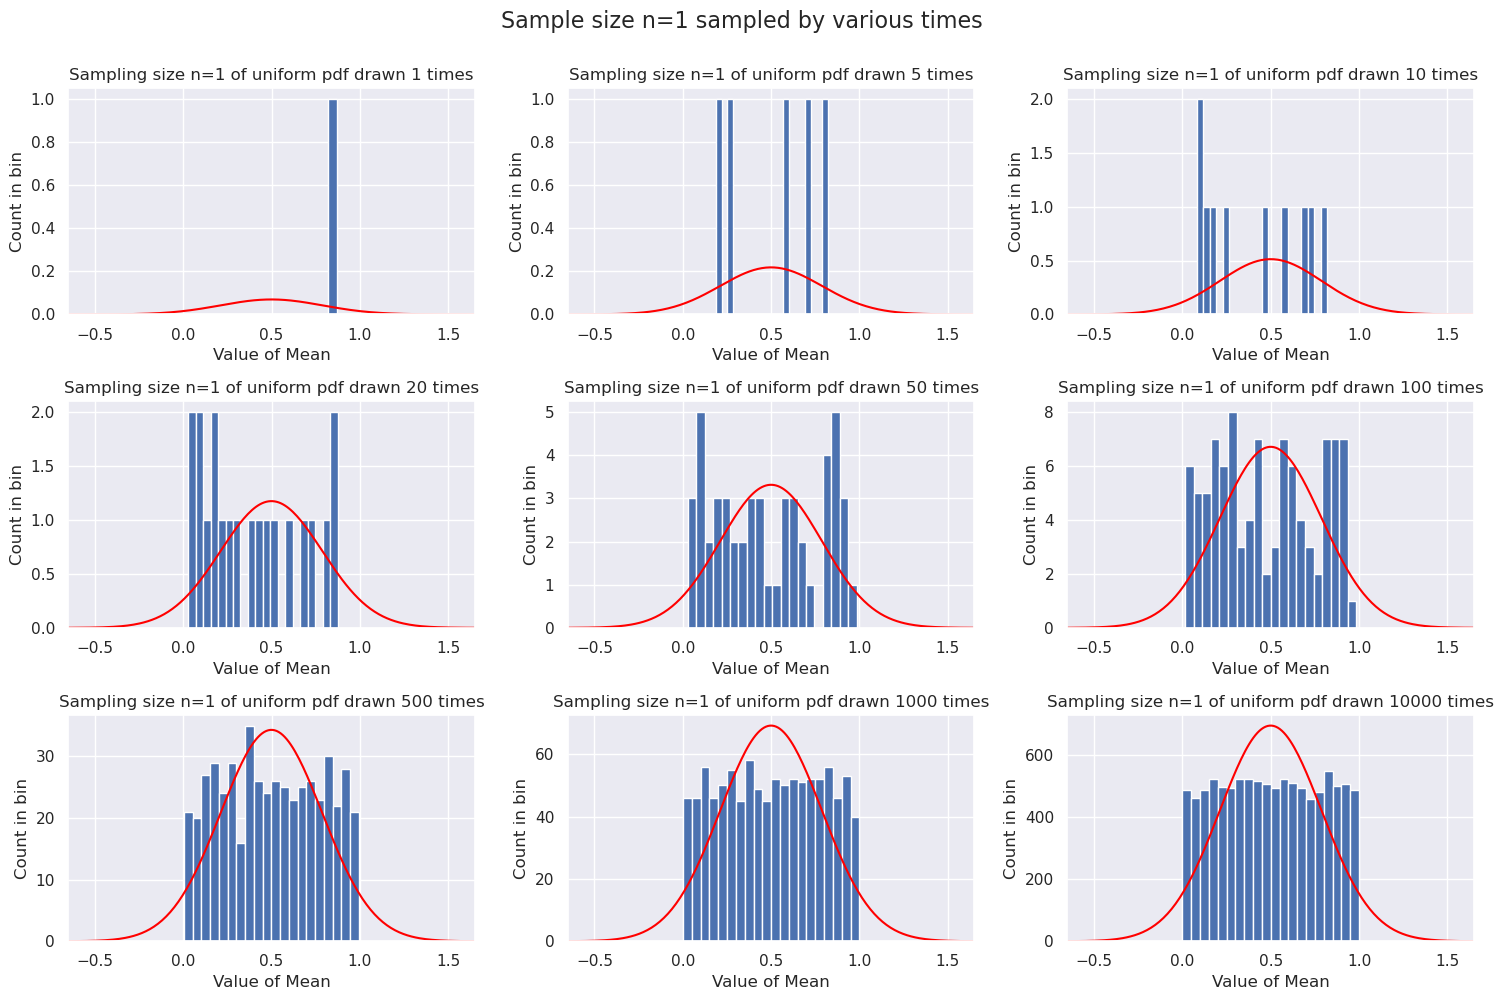 Sample size n=1 sampled by various times
Sampling size n=1 of uniform pdf drawn 1 times
Sampling size n=1 of uniform pdf drawn 5 times
Sampling size n=1 of uniform pdf drawn 10 times
Count in bin
1.0
0.8
0.6
0.4
0.2
0.0
−0.5 0.0 0.5 1.0 1.5
Value of Mean
Count in bin
1.0
0.8
0.6
0.4
0.2
0.0
−0.5 0.0 0.5 1.0 1.5
Value of Mean
Count in bin
2.0
1.5
1.0
0.5
0.0
−0.5 0.0 0.5 1.0 1.5
Value of Mean
Sampling size n=1 of uniform pdf drawn 20 times
Sampling size n=1 of uniform pdf drawn 50 times
Sampling size n=1 of uniform pdf drawn 100 times
Count in bin
2.0
1.5
1.0
0.5
0.0
−0.5 0.0 0.5 1.0 1.5
Value of Mean
Count in bin
5
4
3
2
1
0
−0.5 0.0 0.5 1.0 1.5
Value of Mean
Count in bin
8
6
4
2
0
−0.5 0.0 0.5 1.0 1.5
Value of Mean
Sampling size n=1 of uniform pdf drawn 500 times
Sampling size n=1 of uniform pdf drawn 1000 times
Sampling size n=1 of uniform pdf drawn 10000 times
Count in bin
30
20
10
0
−0.5 0.0 0.5 1.0 1.5
Value of Mean
Count in bin
60
40
20
0
−0.5 0.0 0.5 1.0 1.5
Value of Mean
Count in bin
600
400
200
0
−0.5 0.0 0.5 1.0 1.5
Value of Mean